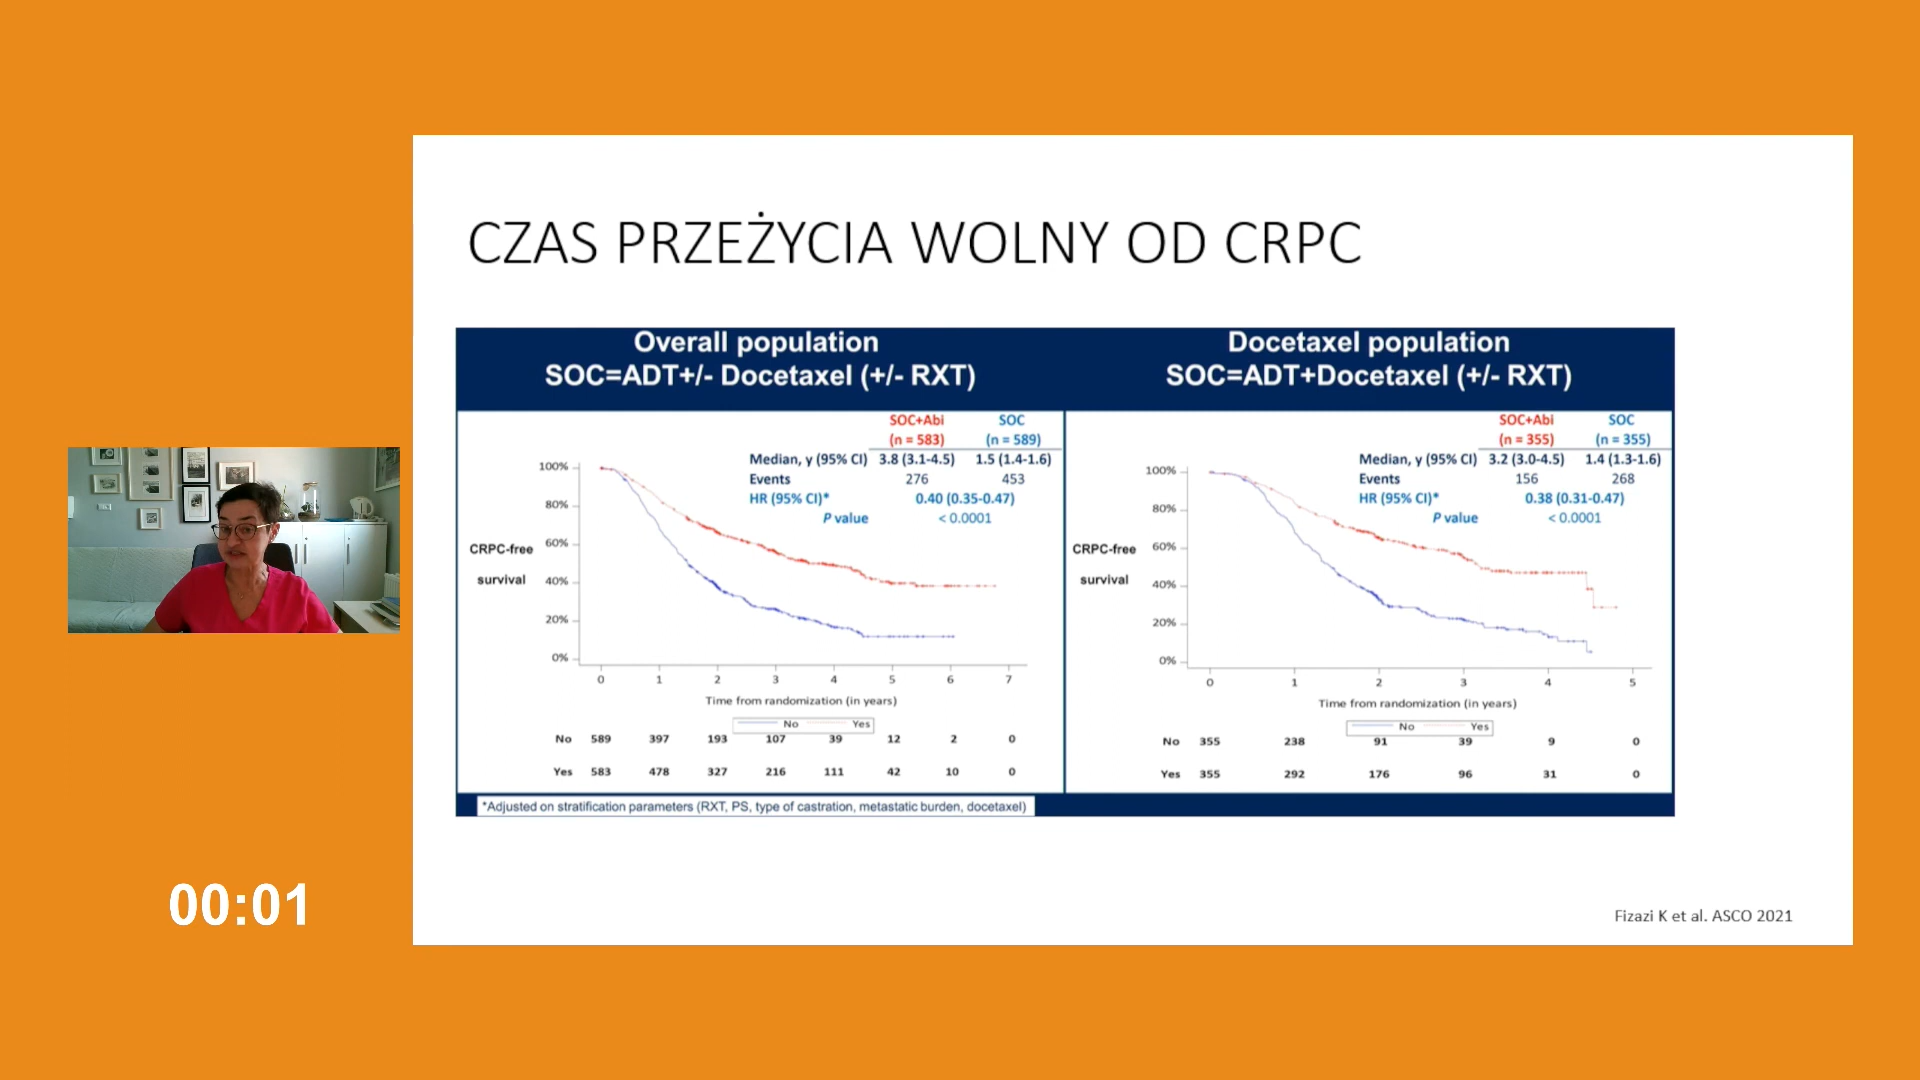 CZAS PRZEŻYCIA WOLNY OD CRPC
Overall population
SOC=ADT+/- Docetaxel (+/- RXT)
SOC+Abi SOC
(n = 583) (n = 589)
Median, y (95% CI) 3.8 (3.1-4.5) 1.5 (1.4-1.6)
Events 276 453
HR (95% CI)* 0.40 (0.35-0.47)
P value < 0.0001
CRPC-free
survival
100%
80%
60%
40%
20%
0%
0 1 2 3 4 5 6 7
Time from randomization (in years)
No Yes
No 589 397 193 107 39 12 2 0
Yes 583 478 327 216 111 42 10 0
*Adjusted on stratification parameters (RXT, PS, type of castration, metastatic burden, docetaxel)
Docetaxel population
SOC=ADT+Docetaxel (+/- RXT)
SOC+Abi SOC
(n = 355) (n = 355)
Median, y (95% CI) 3.2 (3.0-4.5) 1.4 (1.3-1.6)
Events 156 268
HR (95% CI)* 0.38 (0.31-0.47)
P value < 0.0001
CRPC-free
survival
100%
80%
60%
40%
20%
0%
0 1 2 3 4 5
Time from randomization (in years)
No Yes
No 355 238 91 39 9 0
Yes 355 292 176 96 31 0
00:01
Fizazi K et al. ASCO 2021